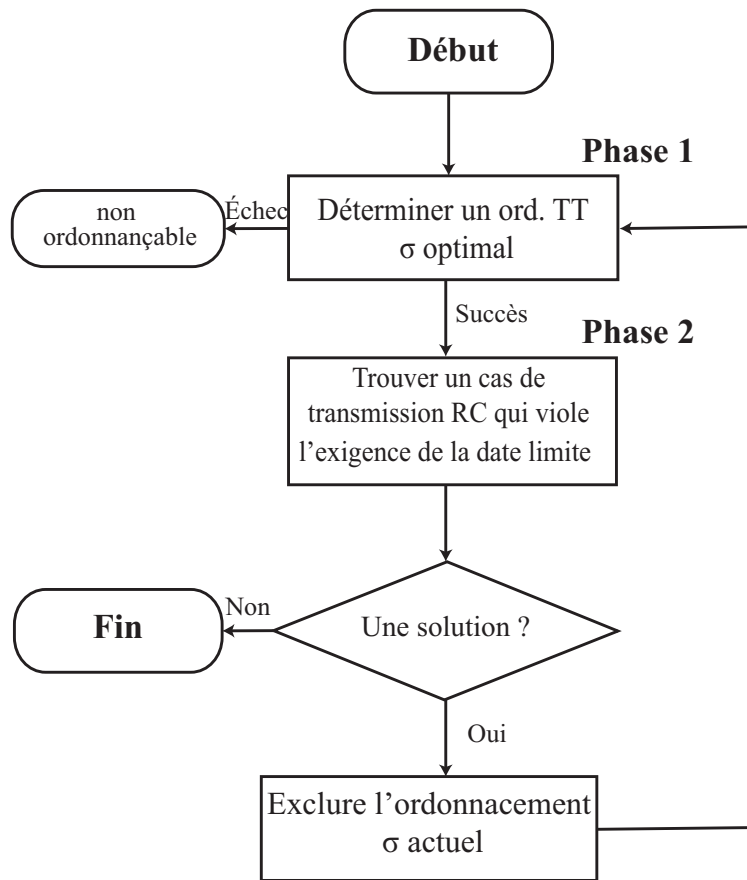 Début
Phase 1
non
ordonnançable
Échec
Déterminer un ord. TT
σ optimal
Succès
Phase 2
Trouver un cas de
transmission RC qui viole
l’exigence de la date limite
Fin
Non
Une solution ?
Oui
Exclure l’ordonnacement
σ actuel